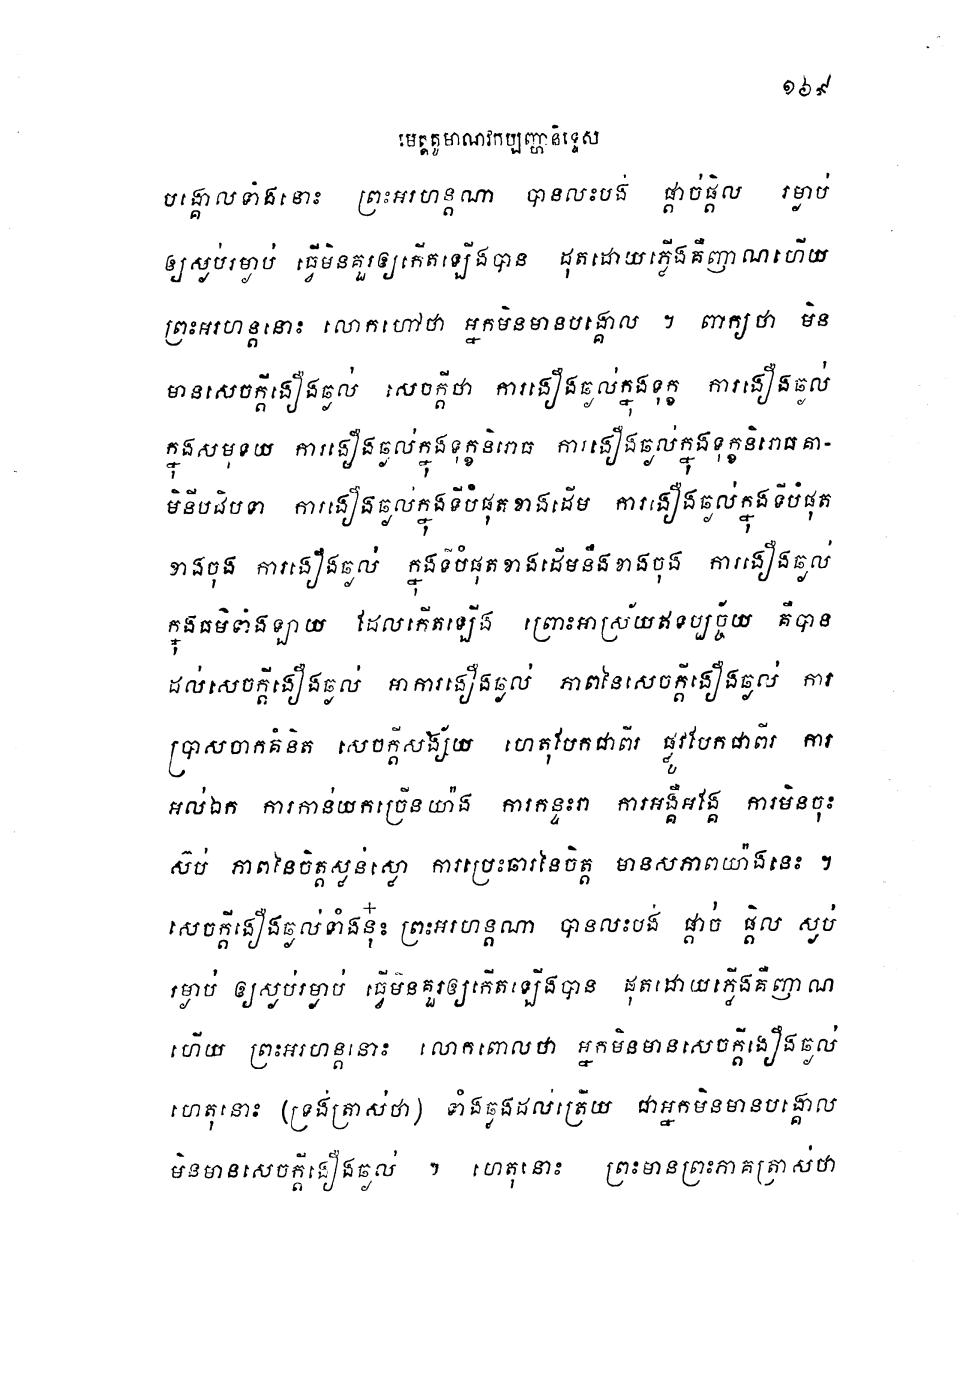 ១៦៩
មេត្តគូមាណវកប្បញ្ហានិទ្ទេស
បង្គោលទាំងនោះ ព្រះអរហន្តណា បានលះបង់ ផ្តាច់ផ្តិល រម្ងាប់
ឲ្យស្ងប់រម្ងាប់ ធ្វើមិនគួរឲ្យកើតឡើងបាន ដុតដោយភ្លើងគឺញាណហើយ
ព្រះអរហន្តនោះ លោកហៅថា អ្នកមិនមានបង្គោល ។ ពាក្យថា មិន
មានសេចក្តីងឿងឆ្ងល់ សេចក្តីថា ការងឿងឆ្ងល់ក្នុងទុក្ខ ការងឿងឆ្ងល់
ក្នុងសមុទយ ការងឿងឆ្ងល់ក្នុងទុក្ខនិរោធ ការងឿងឆ្ងល់ក្នុងទុក្ខនិរោធគា-
មិនីបដិបទា ការងឿងឆ្ងល់ក្នុងទីបំផុតខាងដើម ការងឿងឆ្ងល់ក្នុងទីបំផុត
ខាងចុង ការងឿងឆ្ងល់ ក្នុងទីបំផុតខាងដើមនឹងខាងចុង ការងឿងឆ្ងល់
ក្នុងធម៌ទាំងឡាយ ដែលកើតឡើង ព្រោះអាស្រ័យឥទប្បច្ច័យ គឺបាន
ដល់សេចក្តីងឿងឆ្ងល់ អាការងឿងឆ្ងល់ ភាពនៃសេចក្តីងឿងឆ្ងល់ ការ
ប្រាសចាកគំនិត សេចក្តីសង្ស័យ ហេតុបែកជាពីរ ផ្លូវបែកជាពីរ ការ
អល់ឯក ការកាន់យកច្រើនយ៉ាង ការកន្ទះរា ការអង្គឺអង្គែ ការមិនចុះ
ស៊ប់ ភាពនៃចិត្តស្ទន់ស្ទោ ការប្រេះឆារនៃចិត្ត មានសភាពយ៉ាងនេះ ។
សេចក្តីងឿងឆ្ងល់ទាំងនុ៎ះ ព្រះអរហន្តណា បានលះបង់ ផ្តាច់ ផ្តិល ស្ងប់
រម្ងាប់ ឲ្យស្ងប់រម្ងាប់ ធ្វើមិនគួរឲ្យកើតឡើងបាន ដុតដោយភ្លើងគឺញាណ
ហើយ ព្រះអរហន្តនោះ លោកពោលថា អ្នកមិនមានសេចក្តីងឿងឆ្ងល់
ហេតុនោះ (ទ្រង់ត្រាស់ថា) ទាំងឆ្លងដល់ត្រើយ ជាអ្នកមិនមានបង្គោល
មិនមានសេចក្តីងឿងឆ្ងល់ ។ ហេតុនោះ ព្រះមានព្រះភាគត្រាស់ថា